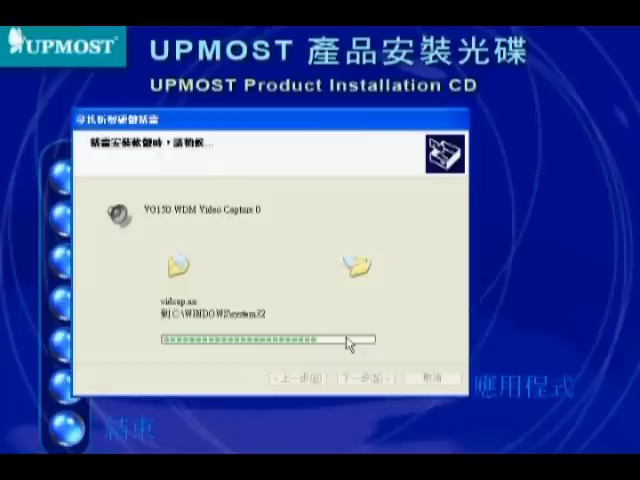 UPMOST
UPMOST 產品安裝光碟
UPMOST Product Installation CD
尋找新增硬體精靈
精靈安裝軟體時，請稍候...
VG150 WDM Video Capture 0
vidcap.ax
到 C:\WINDOWS\system32
< 上一步(B)
下一步(N) >
取消
應用程式
結束